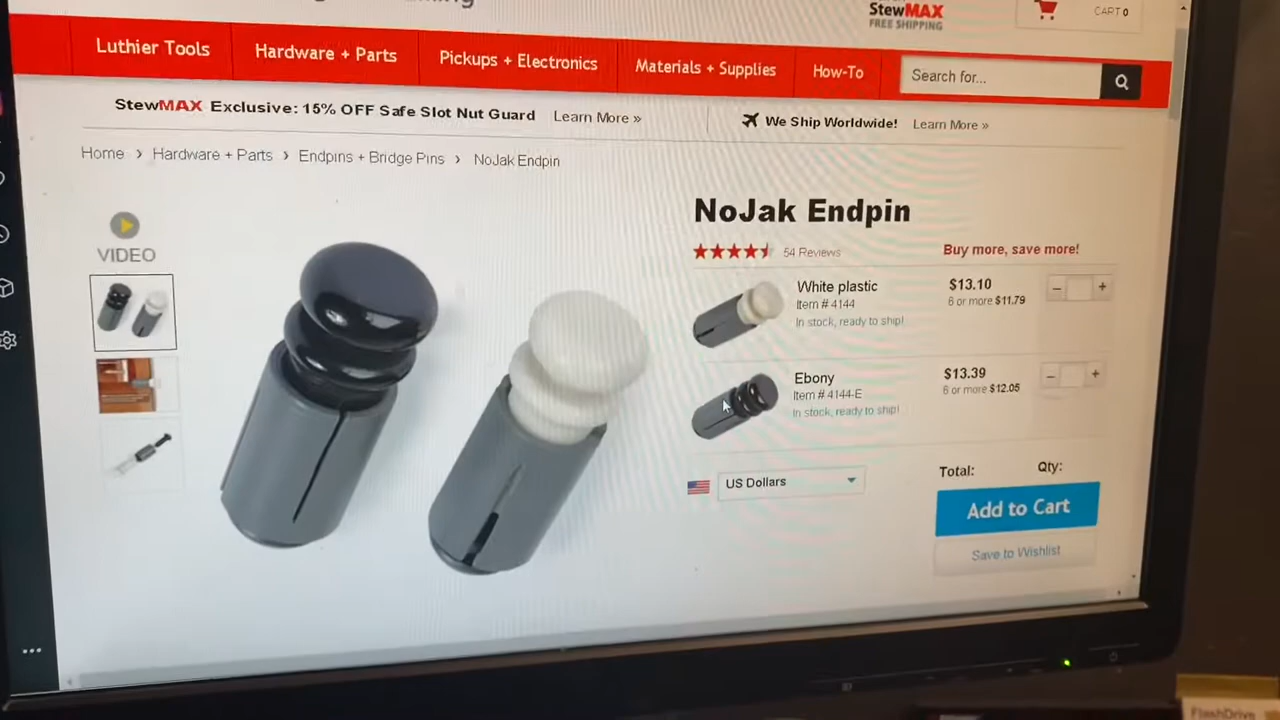 StewMAX
FREE SHIPPING
CART 0
Luthier Tools
Hardware + Parts
Pickups + Electronics
Materials + Supplies
How-To
Search for...
StewMAX Exclusive: 15% OFF Safe Slot Nut Guard Learn More »
We Ship Worldwide! Learn More »
Home › Hardware + Parts › Endpins + Bridge Pins › NoJak Endpin
VIDEO
NoJak Endpin
54 Reviews
Buy more, save more!
White plastic
Item # 4144
In stock, ready to ship!
$13.10
6 or more $11.79
– +
Ebony
Item # 4144-E
In stock, ready to ship!
$13.39
6 or more $12.05
– +
US Dollars
Total: Qty:
Add to Cart
Save to Wishlist
FlashDrive